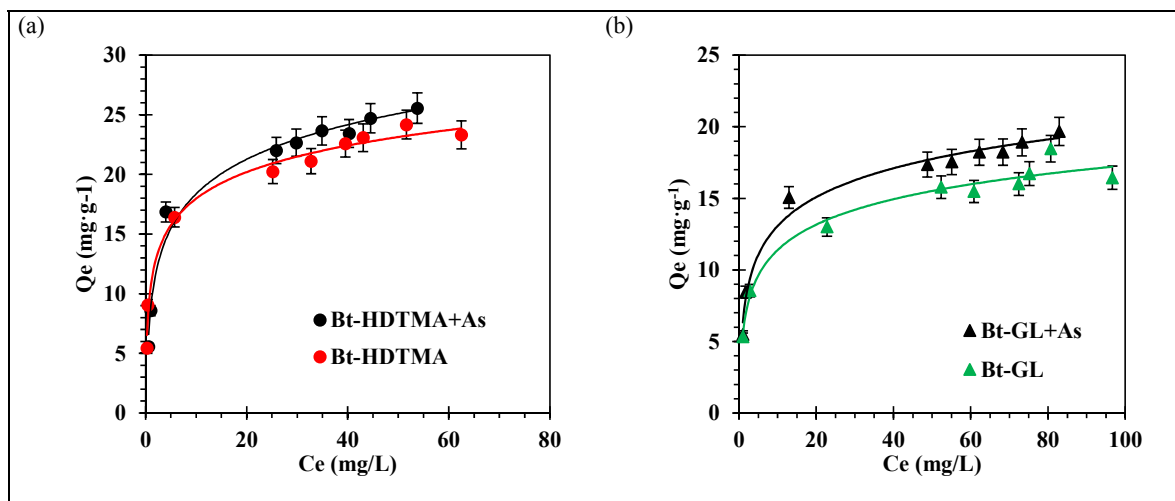 (a)
30
25
20
15
10
5
0
Qe (mg·g-1)
0 20 40 60 80
Ce (mg/L)
Bt-HDTMA+As
Bt-HDTMA
(b)
25
20
15
10
5
0
Qe (mg·g-1)
0 20 40 60 80 100
Ce (mg/L)
Bt-GL+As
Bt-GL